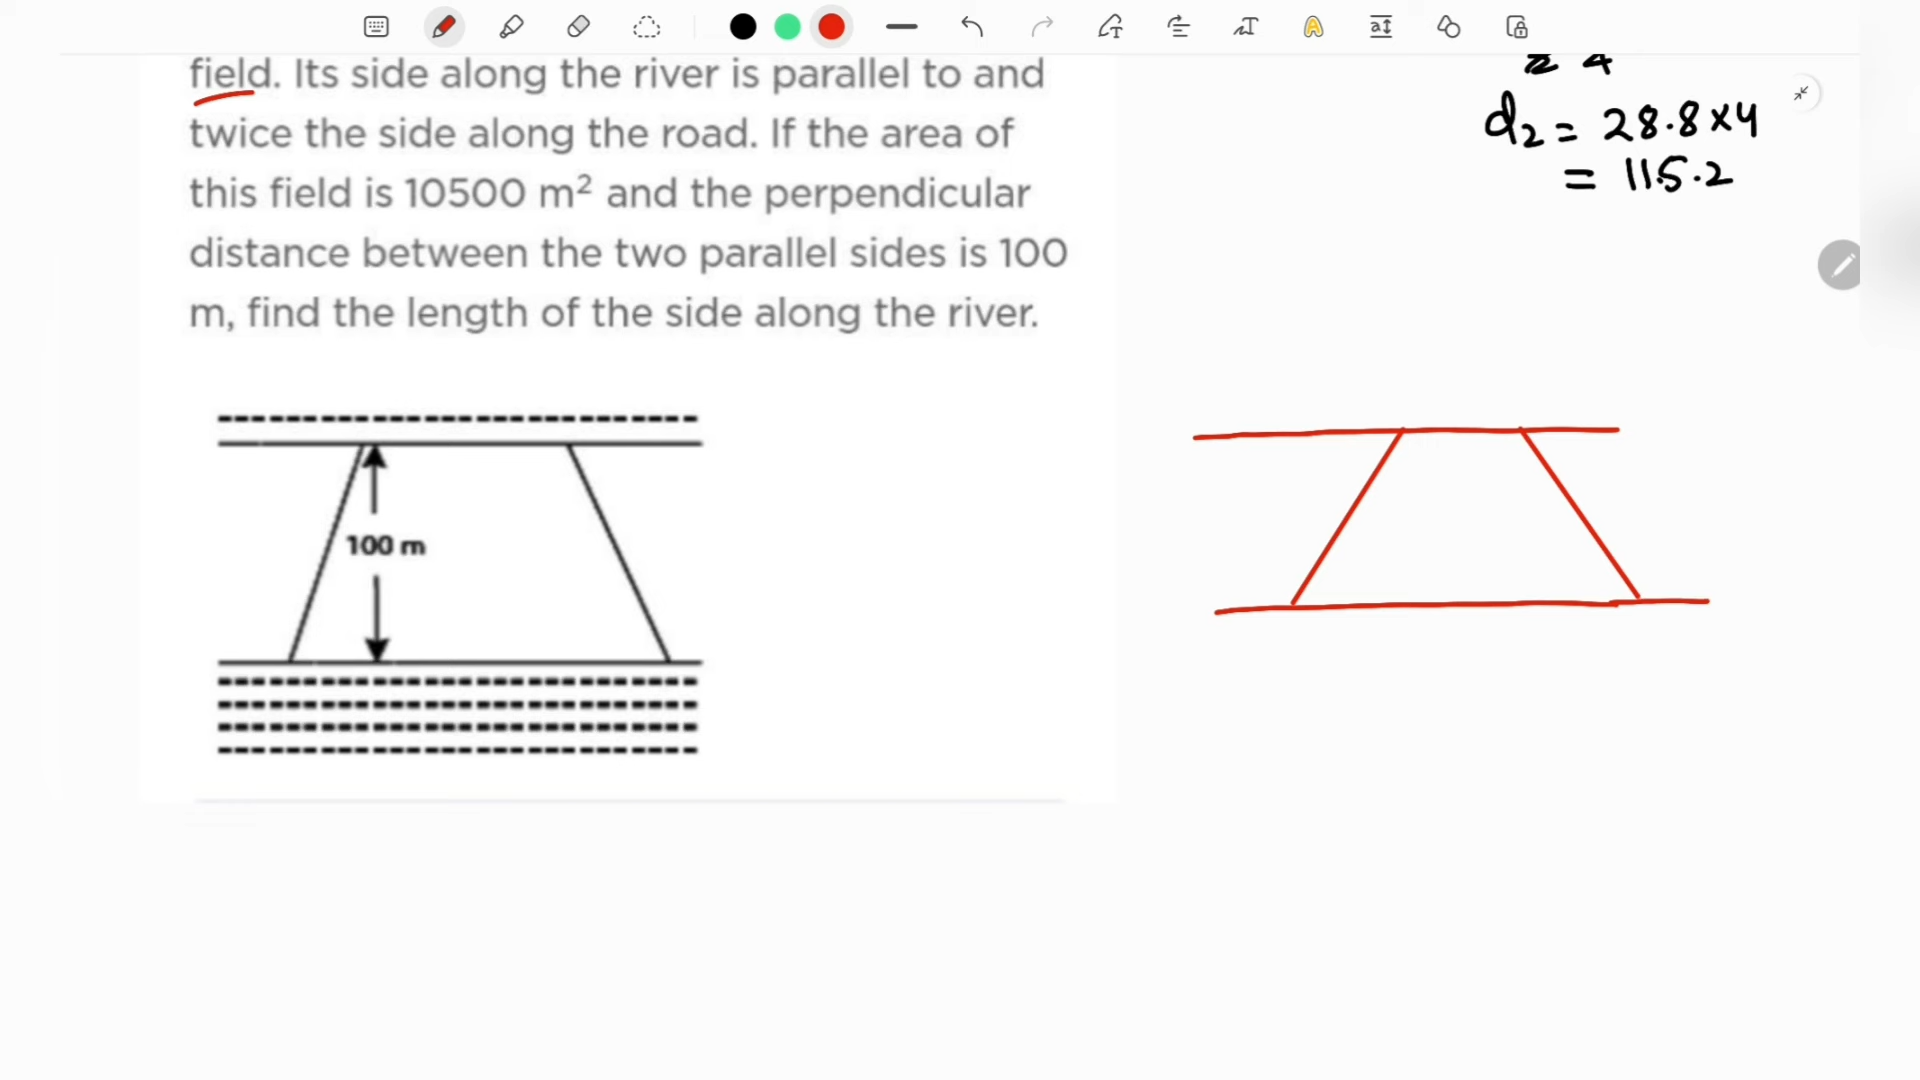 field. Its side along the river is parallel to and
twice the side along the road. If the area of
this field is 10500 m² and the perpendicular
distance between the two parallel sides is 100
m, find the length of the side along the river.
100 m
d₂ = 28.8×4
= 115.2